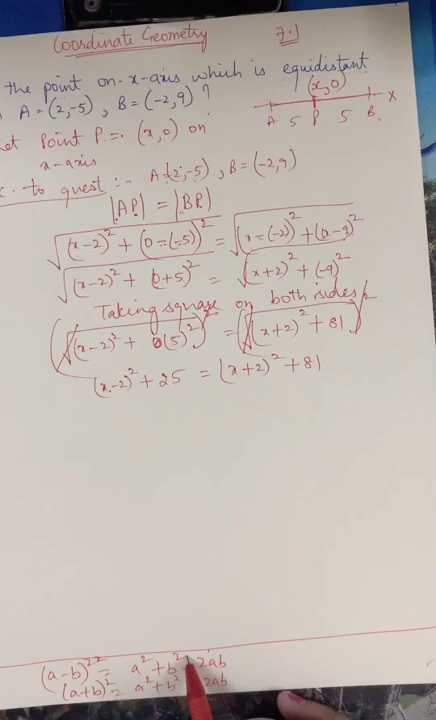 Coordinate Geometry 7.1
the point on x-axis which is equidistant
A = (2,-5), B = (-2,9) ?
(x,0)
A 5 P 5 B. X
et Point P = (x,0) on
x-axis
to quest :- A=(2,-5), B=(-2,9)
|AP| = |BP|
√(x-2)² + (0-(-5))² = √(x-(-2))² + (0-9)²
√(x-2)² + (0+5)² = √(x+2)² + (-9)²
Taking square on both sides
(√(x-2)² + (5)²)² = (√(x+2)² + 81)²
(x-2)² + 25 = (x+2)² + 81
(a-b)² = a² + b² - 2ab
(a+b)² = a² + b² 2ab